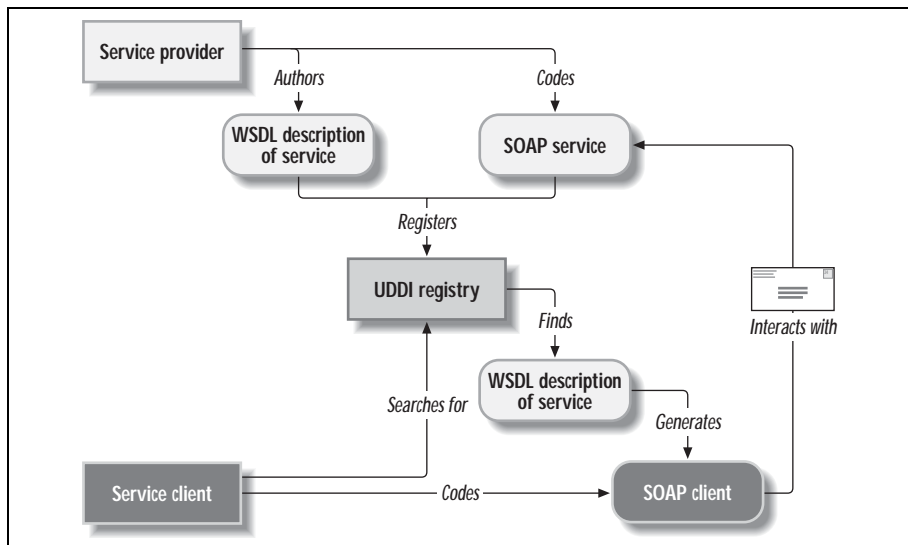 Service provider
Authors
Codes
WSDL description
of service
SOAP service
Registers
UDDI registry
Finds
Interacts with
WSDL description
of service
Searches for
Generates
Service client
Codes
SOAP client